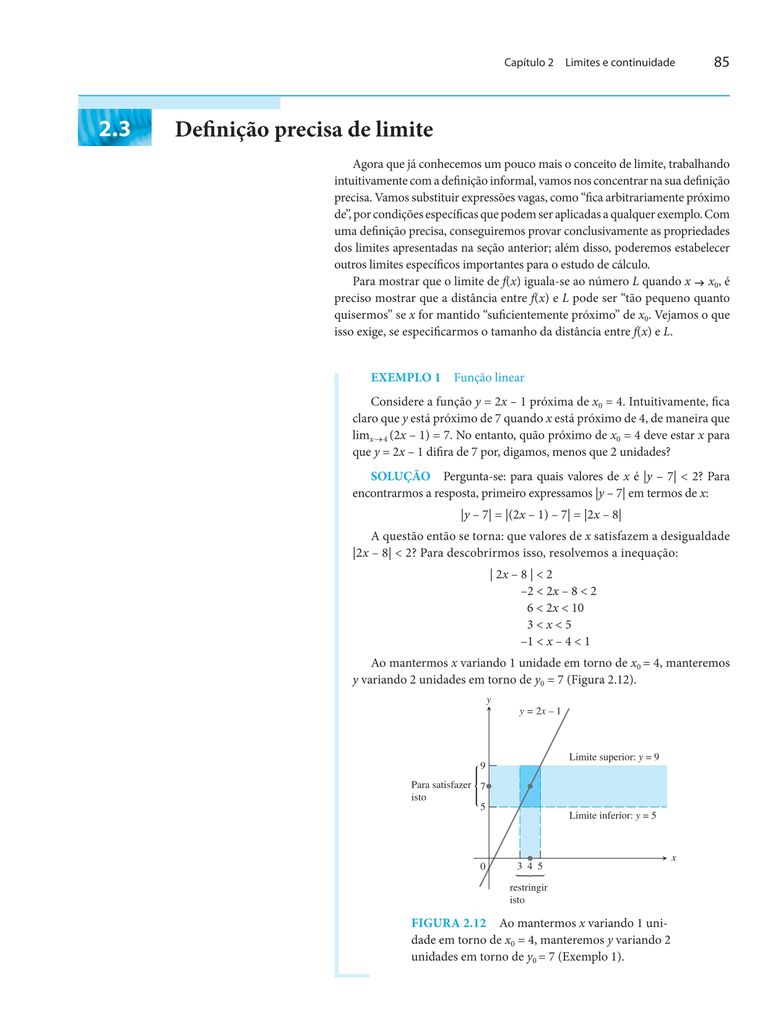 Capítulo 2 Limites e continuidade 85
2.3 Definição precisa de limite
Agora que já conhecemos um pouco mais o conceito de limite, trabalhando
intuitivamente com a definição informal, vamos nos concentrar na sua definição
precisa. Vamos substituir expressões vagas, como “fica arbitrariamente próximo
de”, por condições específicas que podem ser aplicadas a qualquer exemplo. Com
uma definição precisa, conseguiremos provar conclusivamente as propriedades
dos limites apresentadas na seção anterior; além disso, poderemos estabelecer
outros limites específicos importantes para o estudo de cálculo.
Para mostrar que o limite de f(x) iguala-se ao número L quando x → x₀, é
preciso mostrar que a distância entre f(x) e L pode ser “tão pequeno quanto
quisermos” se x for mantido “suficientemente próximo” de x₀. Vejamos o que
isso exige, se especificarmos o tamanho da distância entre f(x) e L.
EXEMPLO 1 Função linear
Considere a função y = 2x – 1 próxima de x₀ = 4. Intuitivamente, fica
claro que y está próximo de 7 quando x está próximo de 4, de maneira que
limₓ→₄ (2x – 1) = 7. No entanto, quão próximo de x₀ = 4 deve estar x para
que y = 2x – 1 difira de 7 por, digamos, menos que 2 unidades?
SOLUÇÃO Pergunta-se: para quais valores de x é |y – 7| < 2? Para
encontrarmos a resposta, primeiro expressamos |y – 7| em termos de x:
|y – 7| = |(2x – 1) – 7| = |2x – 8|
A questão então se torna: que valores de x satisfazem a desigualdade
|2x – 8| < 2? Para descobrirmos isso, resolvemos a inequação:
| 2x – 8 | < 2
–2 < 2x – 8 < 2
6 < 2x < 10
3 < x < 5
–1 < x – 4 < 1
Ao mantermos x variando 1 unidade em torno de x₀ = 4, manteremos
y variando 2 unidades em torno de y₀ = 7 (Figura 2.12).
y
y = 2x – 1
Limite superior: y = 9
9
Para satisfazer
isto
7
5
Limite inferior: y = 5
x
0 3 4 5
restringir
isto
FIGURA 2.12 Ao mantermos x variando 1 uni-
dade em torno de x₀ = 4, manteremos y variando 2
unidades em torno de y₀ = 7 (Exemplo 1).